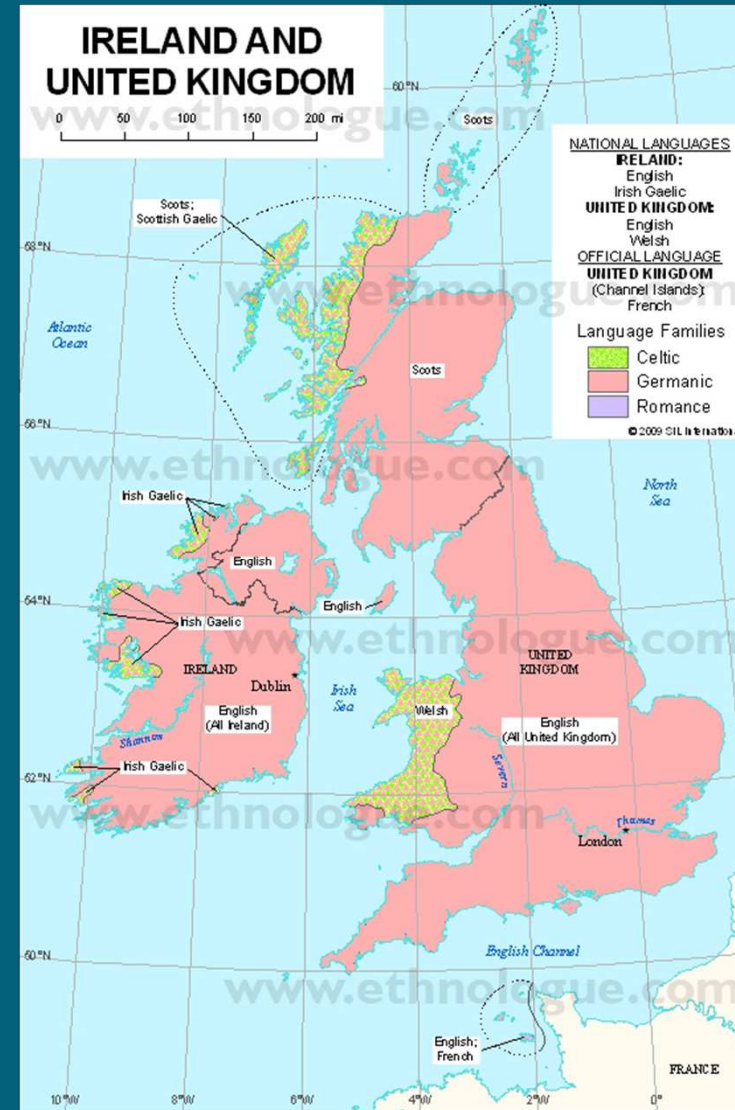 IRELAND AND
UNITED KINGDOM
www.ethnologue.com
0 50 100 150 200 mi
60°N
Scots
NATIONAL LANGUAGES
IRELAND:
English
Irish Gaelic
UNITED KINGDOM:
English
Welsh
OFFICIAL LANGUAGE
UNITED KINGDOM
(Channel Islands):
French
Language Families
Celtic
Germanic
Romance
© 2009 SIL Internation
Scots;
Scottish Gaelic
58°N
www.ethnologue.com
Atlantic
Ocean
Scots
56°N
www.ethnologue.com
North
Sea
Irish Gaelic
English
54°N
English
Irish Gaelic
www.ethnologue.com
IRELAND
UNITED
KINGDOM
Dublin
Irish
Sea
Welsh
English
(All Ireland)
English
(All United Kingdom)
Shannon
Severn
Irish Gaelic
52°N
www.ethnologue.com
Thames
London
English Channel
50°N
www.ethnologue.com
English;
French
FRANCE
10°W 8°W 6°W 4°W 2°W 0°